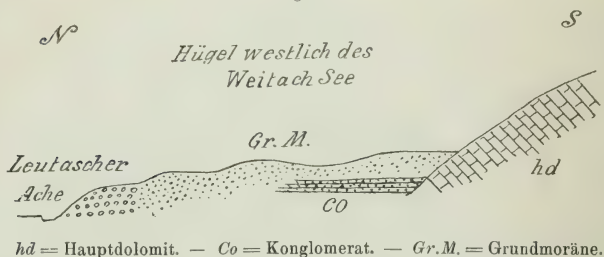 N S
Hügel westlich des
Weitach See
Gr. M.
Leutascher
Ache
hd
CO
hd = Hauptdolomit. — Co = Konglomerat. — Gr. M. = Grundmoräne.